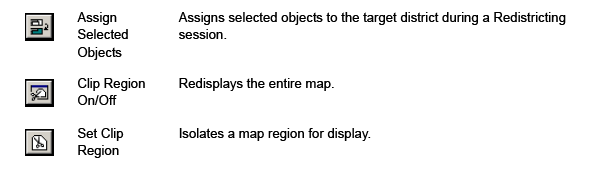 Assign Assigns selected objects to the target district during a Redistricting
Selected session.
Objects
Clip Region Redisplays the entire map.
On/Off
Set Clip Isolates a map region for display.
Region